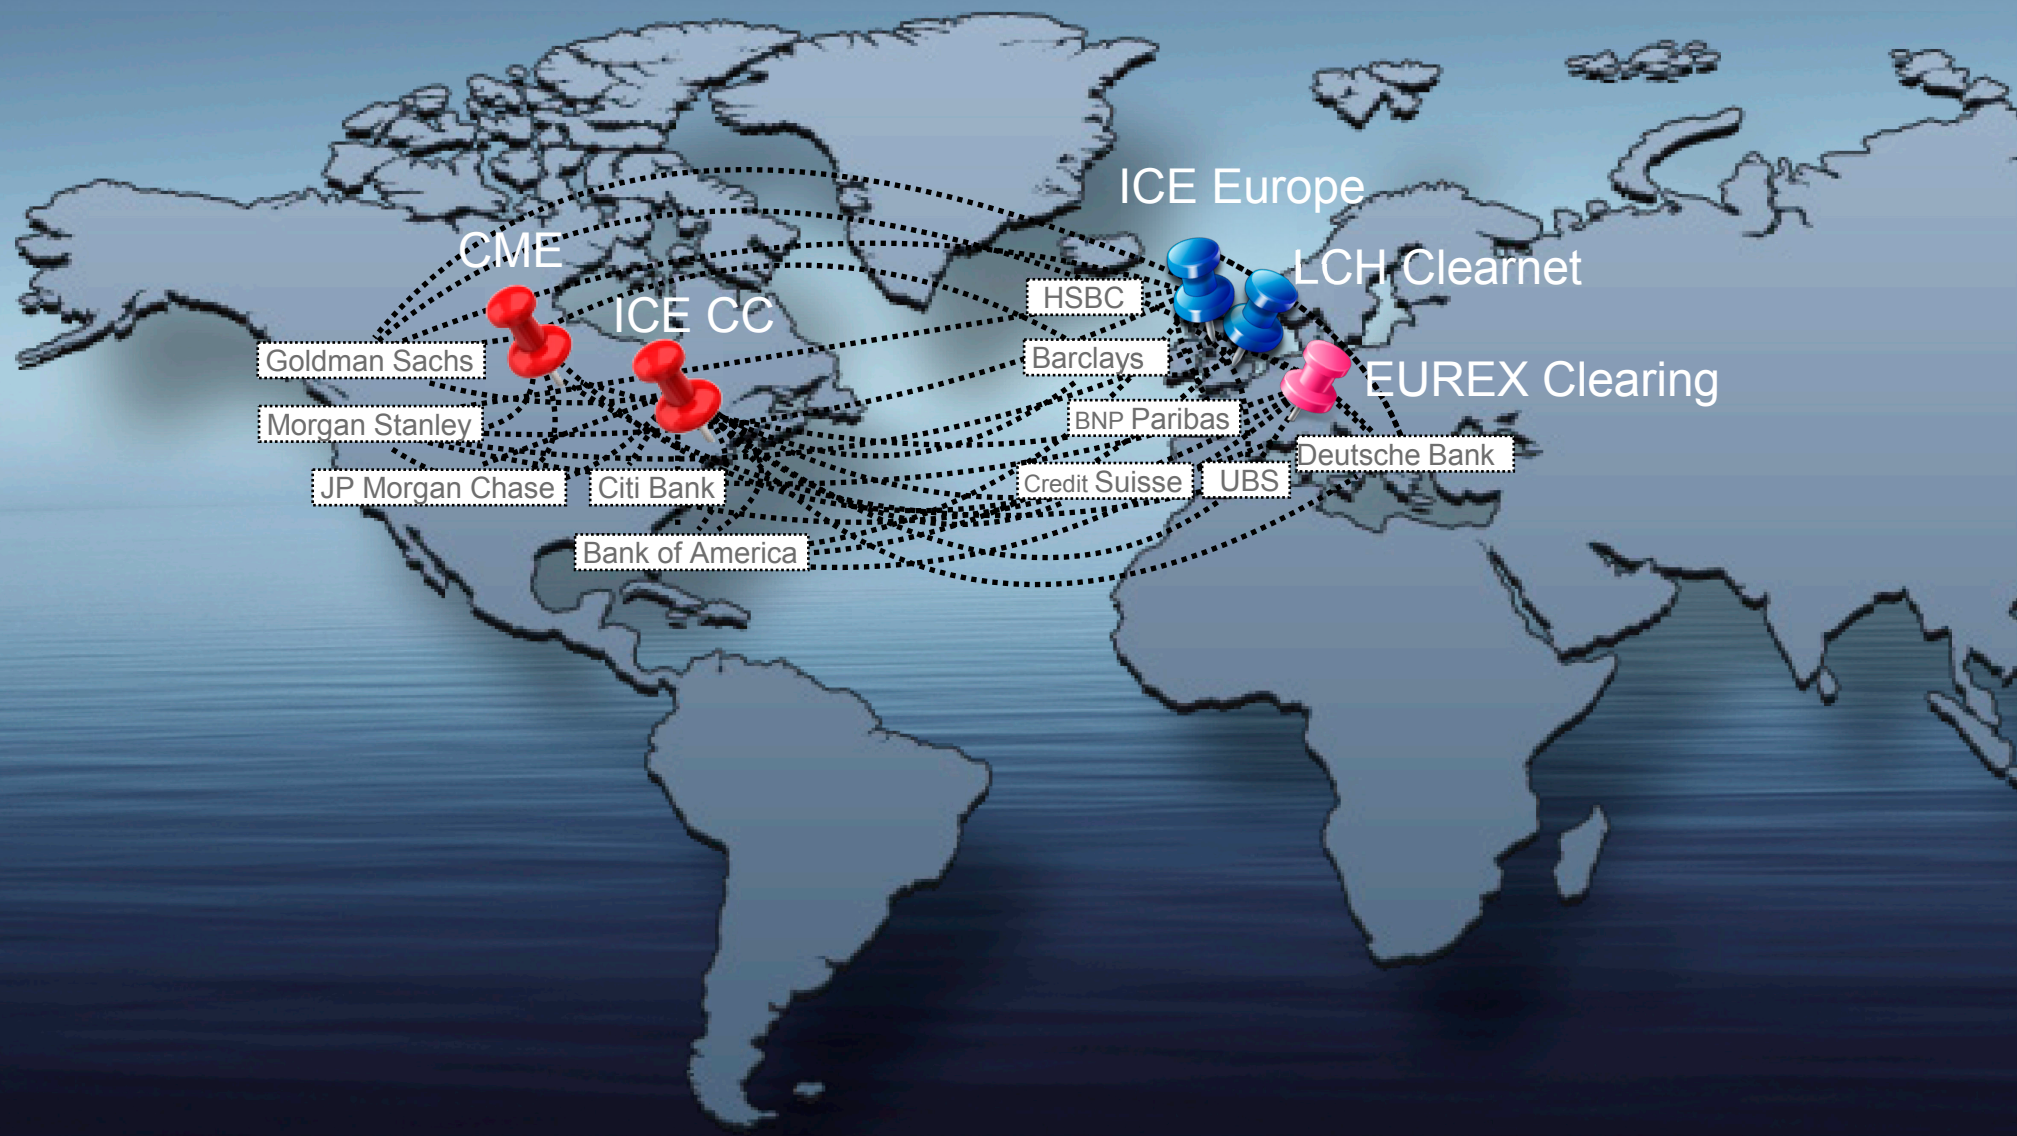 ICE Europe
CME
LCH Clearnet
HSBC
ICE CC
Goldman Sachs
Barclays
EUREX Clearing
Morgan Stanley
BNP Paribas
Deutsche Bank
JP Morgan Chase
Citi Bank
Credit Suisse
UBS
Bank of America